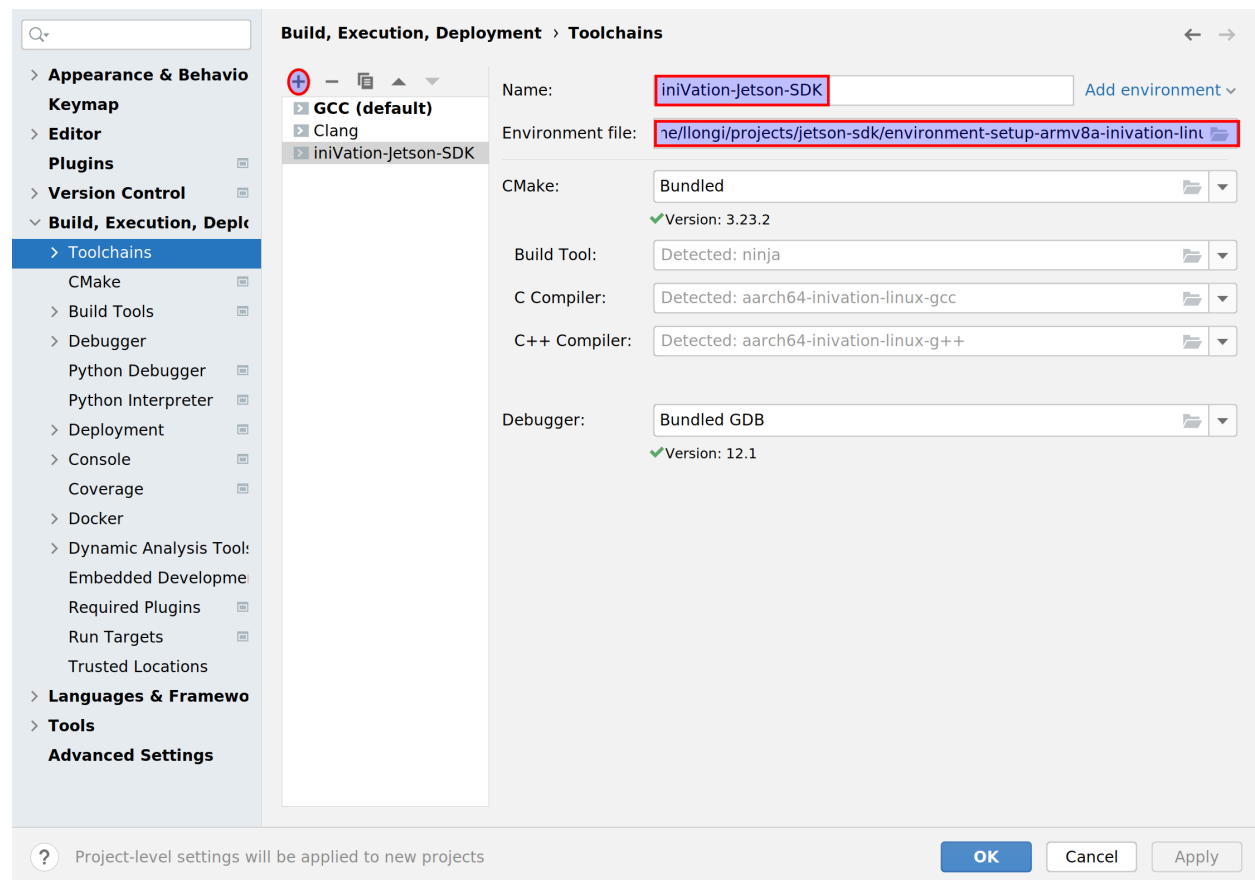 Appearance & Behavio
Keymap
Editor
Plugins
Version Control
Build, Execution, Deplo
Toolchains
CMake
Build Tools
Debugger
Python Debugger
Python Interpreter
Deployment
Console
Coverage
Docker
Dynamic Analysis Tools
Embedded Developme
Required Plugins
Run Targets
Trusted Locations
Languages & Framewo
Tools
Advanced Settings
Build, Execution, Deployment › Toolchains
GCC (default)
Clang
iniVation-Jetson-SDK
Name: iniVation-Jetson-SDK Add environment
Environment file: ne/llongi/projects/jetson-sdk/environment-setup-armv8a-inivation-linu
CMake: Bundled
Version: 3.23.2
Build Tool: Detected: ninja
C Compiler: Detected: aarch64-inivation-linux-gcc
C++ Compiler: Detected: aarch64-inivation-linux-g++
Debugger: Bundled GDB
Version: 12.1
? Project-level settings will be applied to new projects
OK Cancel Apply